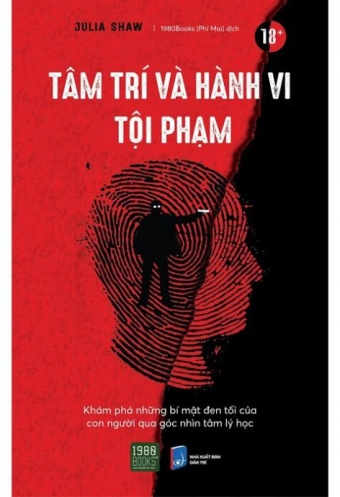 JULIA SHAW | 1980Books (Phí Mai) dịch
18+
TÂM TRÍ VÀ HÀNH VI
TỘI PHẠM
Khám phá những bí mật đen tối của
con người qua góc nhìn tâm lý học
1980
BOOKS
NHÀ XUẤT BẢN
DÂN TRÍ